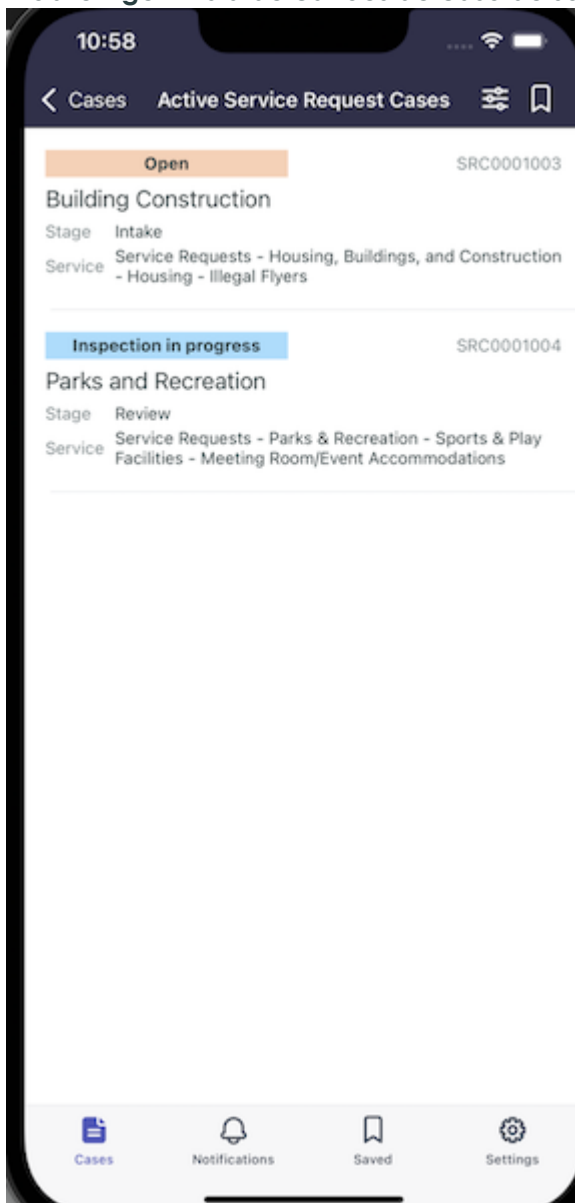 10:58
Cases Active Service Request Cases
Open SRC0001003
Building Construction
Stage Intake
Service Service Requests - Housing, Buildings, and Construction
- Housing - Illegal Flyers
Inspection in progress SRC0001004
Parks and Recreation
Stage Review
Service Service Requests - Parks & Recreation - Sports & Play
Facilities - Meeting Room/Event Accommodations
Cases Notifications Saved Settings